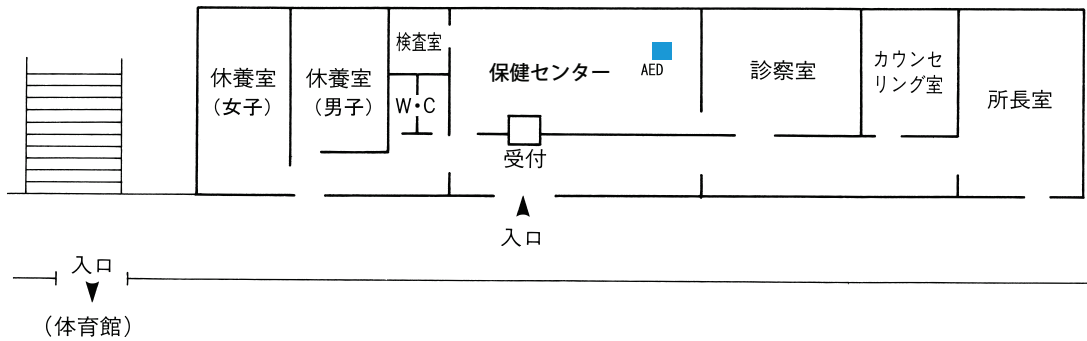 休養室
（女子）
休養室
（男子）
検査室
W・C
保健センター
AED
受付
診察室
カウンセ
リング室
所長室
入口
入口
（体育館）